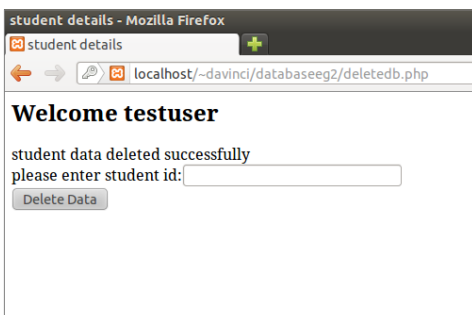 student details - Mozilla Firefox
student details
localhost/~davinci/databaseeg2/deletedb.php
Welcome testuser
student data deleted successfully
please enter student id:
Delete Data